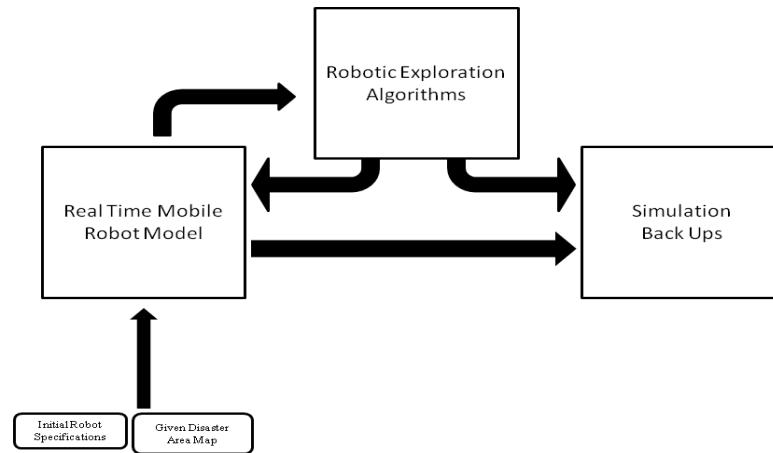 Robotic Exploration
Algorithms
Real Time Mobile
Robot Model
Simulation
Back Ups
Initial Robot
Specifications
Given Disaster
Area Map